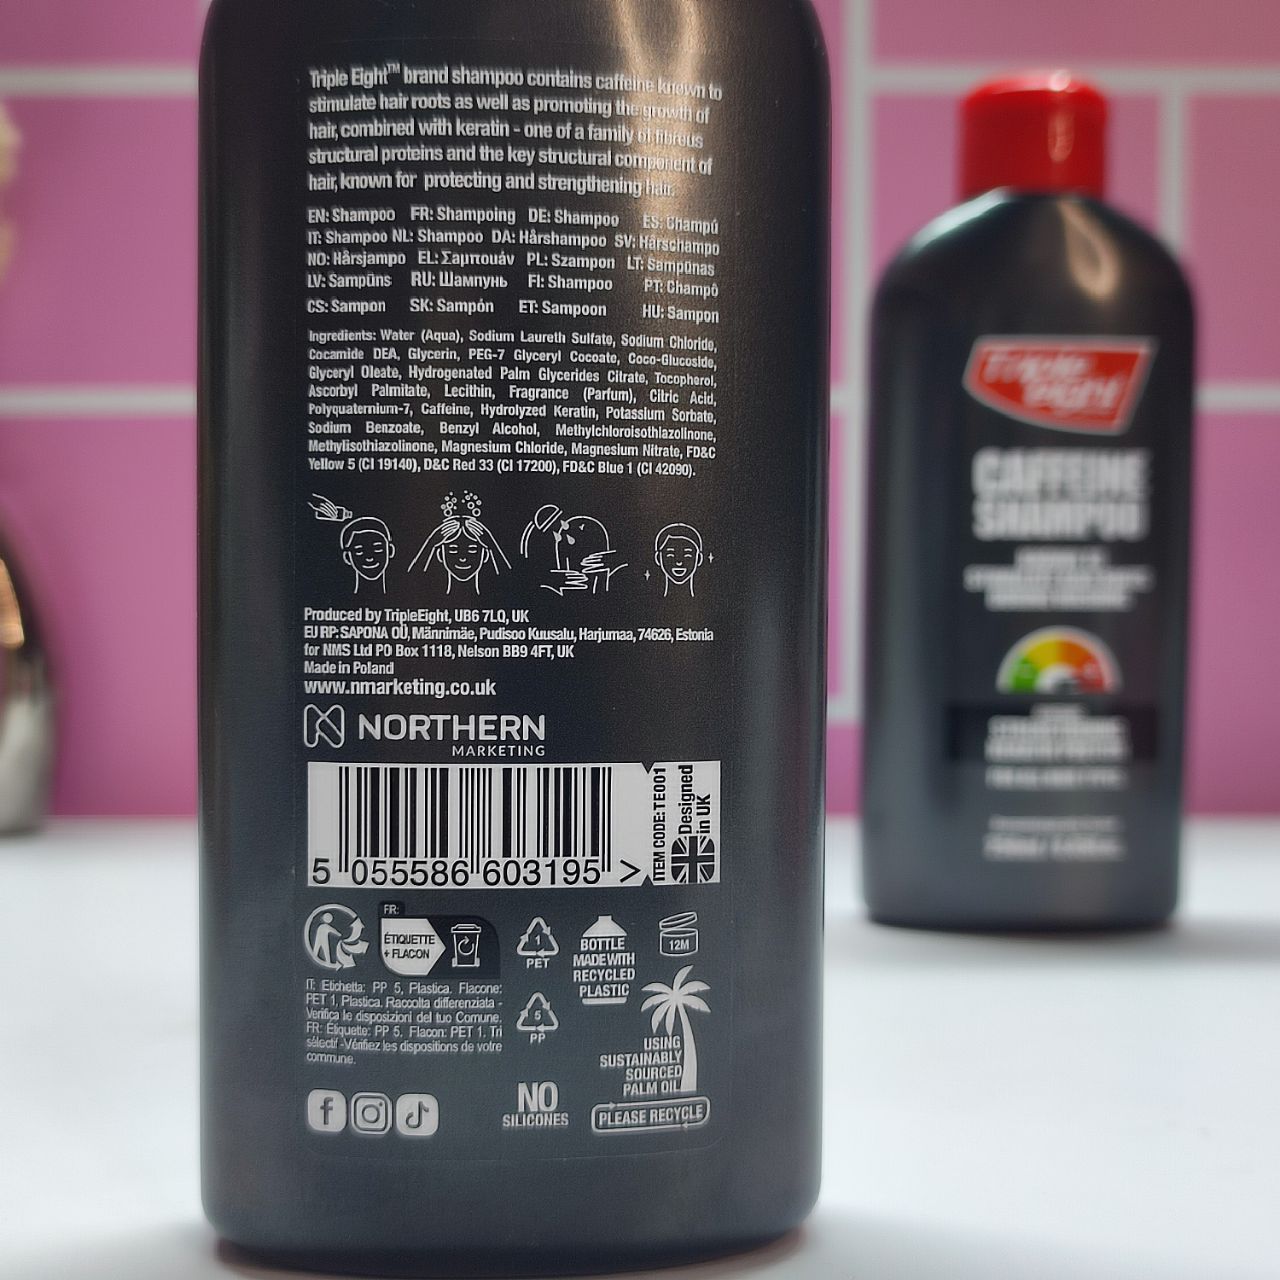 Triple Eight™ brand shampoo contains caffeine known to
stimulate hair roots as well as promoting the growth of
hair, combined with keratin - one of a family of fibrous
structural proteins and the key structural component of
hair, known for protecting and strengthening hair.
EN: Shampoo FR: Shampoing DE: Shampoo ES: Champú
IT: Shampoo NL: Shampoo DA: Hårshampoo SV: Hårschampo
NO: Hårsjampo EL: Σαμπουάν PL: Szampon LT: Šampūnas
LV: Šampūns RU: Шампунь FI: Shampoo PT: Champô
CS: Sampon SK: Sampón ET: Sampoon HU: Sampon
Ingredients: Water (Aqua), Sodium Laureth Sulfate, Sodium Chloride,
Cocamide DEA, Glycerin, PEG-7 Glyceryl Cocoate, Coco-Glucoside,
Glyceryl Oleate, Hydrogenated Palm Glycerides Citrate, Tocopherol,
Ascorbyl Palmitate, Lecithin, Fragrance (Parfum), Citric Acid,
Polyquaternium-7, Caffeine, Hydrolyzed Keratin, Potassium Sorbate,
Sodium Benzoate, Benzyl Alcohol, Methylchloroisothiazolinone,
Methylisothiazolinone, Magnesium Chloride, Magnesium Nitrate, FD&C
Yellow 5 (CI 19140), D&C Red 33 (CI 17200), FD&C Blue 1 (CI 42090).
Produced by TripleEight, UB6 7LQ, UK
EU RP: SAPONA OÜ, Männimäe, Pudisoo Kuusalu, Harjumaa, 74626, Estonia
for NMS Ltd PO Box 1118, Nelson BB9 4FT, UK
Made in Poland
www.nmarketing.co.uk
NORTHERN
MARKETING
5 055586 603195 >
ITEM CODE:TE001
Designed
in UK
FR:
ÉTIQUETTE
+ FLACON
1
PET
5
PP
BOTTLE
MADE WITH
RECYCLED
PLASTIC
12M
IT: Etichetta: PP 5, Plastica. Flacone:
PET 1, Plastica. Raccolta differenziata -
Verifica le disposizioni del tuo Comune.
FR: Étiquette: PP 5. Flacon: PET 1. Tri
sélectif -Vérifiez les dispositions de votre
commune.
USING
SUSTAINABLY
SOURCED
PALM OIL
NO
SILICONES
PLEASE RECYCLE
Triple
eight
CAFFEINE
SHAMPOO